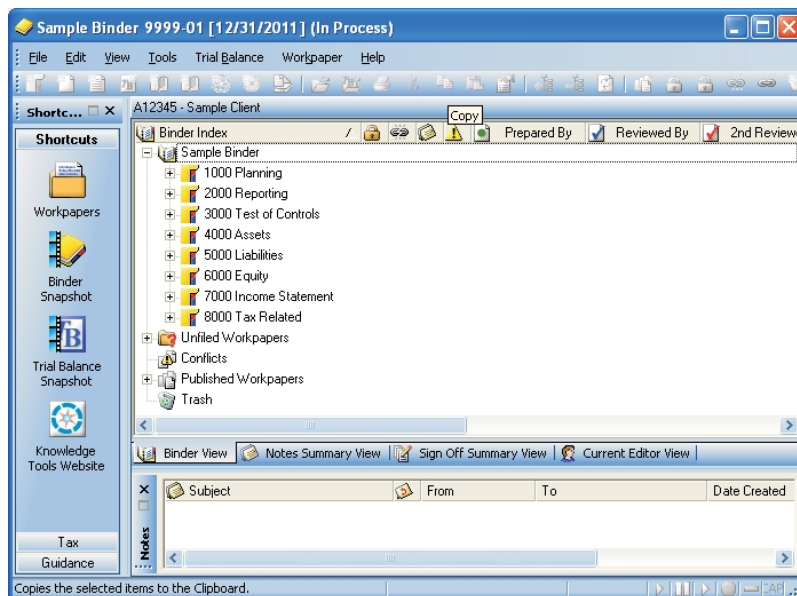 Sample Binder 9999-01 [12/31/2011] (In Process)
File Edit View Tools Trial Balance Workpaper Help
Shortc...
A12345 - Sample Client
Copy
Shortcuts
Binder Index / Prepared By Reviewed By 2nd Review
Sample Binder
1000 Planning
2000 Reporting
3000 Test of Controls
4000 Assets
5000 Liabilities
6000 Equity
7000 Income Statement
8000 Tax Related
Unfiled Workpapers
Conflicts
Published Workpapers
Trash
Workpapers
Binder
Snapshot
TB
Trial Balance
Snapshot
Knowledge
Tools Website
Tax
Guidance
Binder View Notes Summary View Sign Off Summary View Current Editor View
Notes
Subject From To Date Created
Copies the selected items to the Clipboard.
CAP